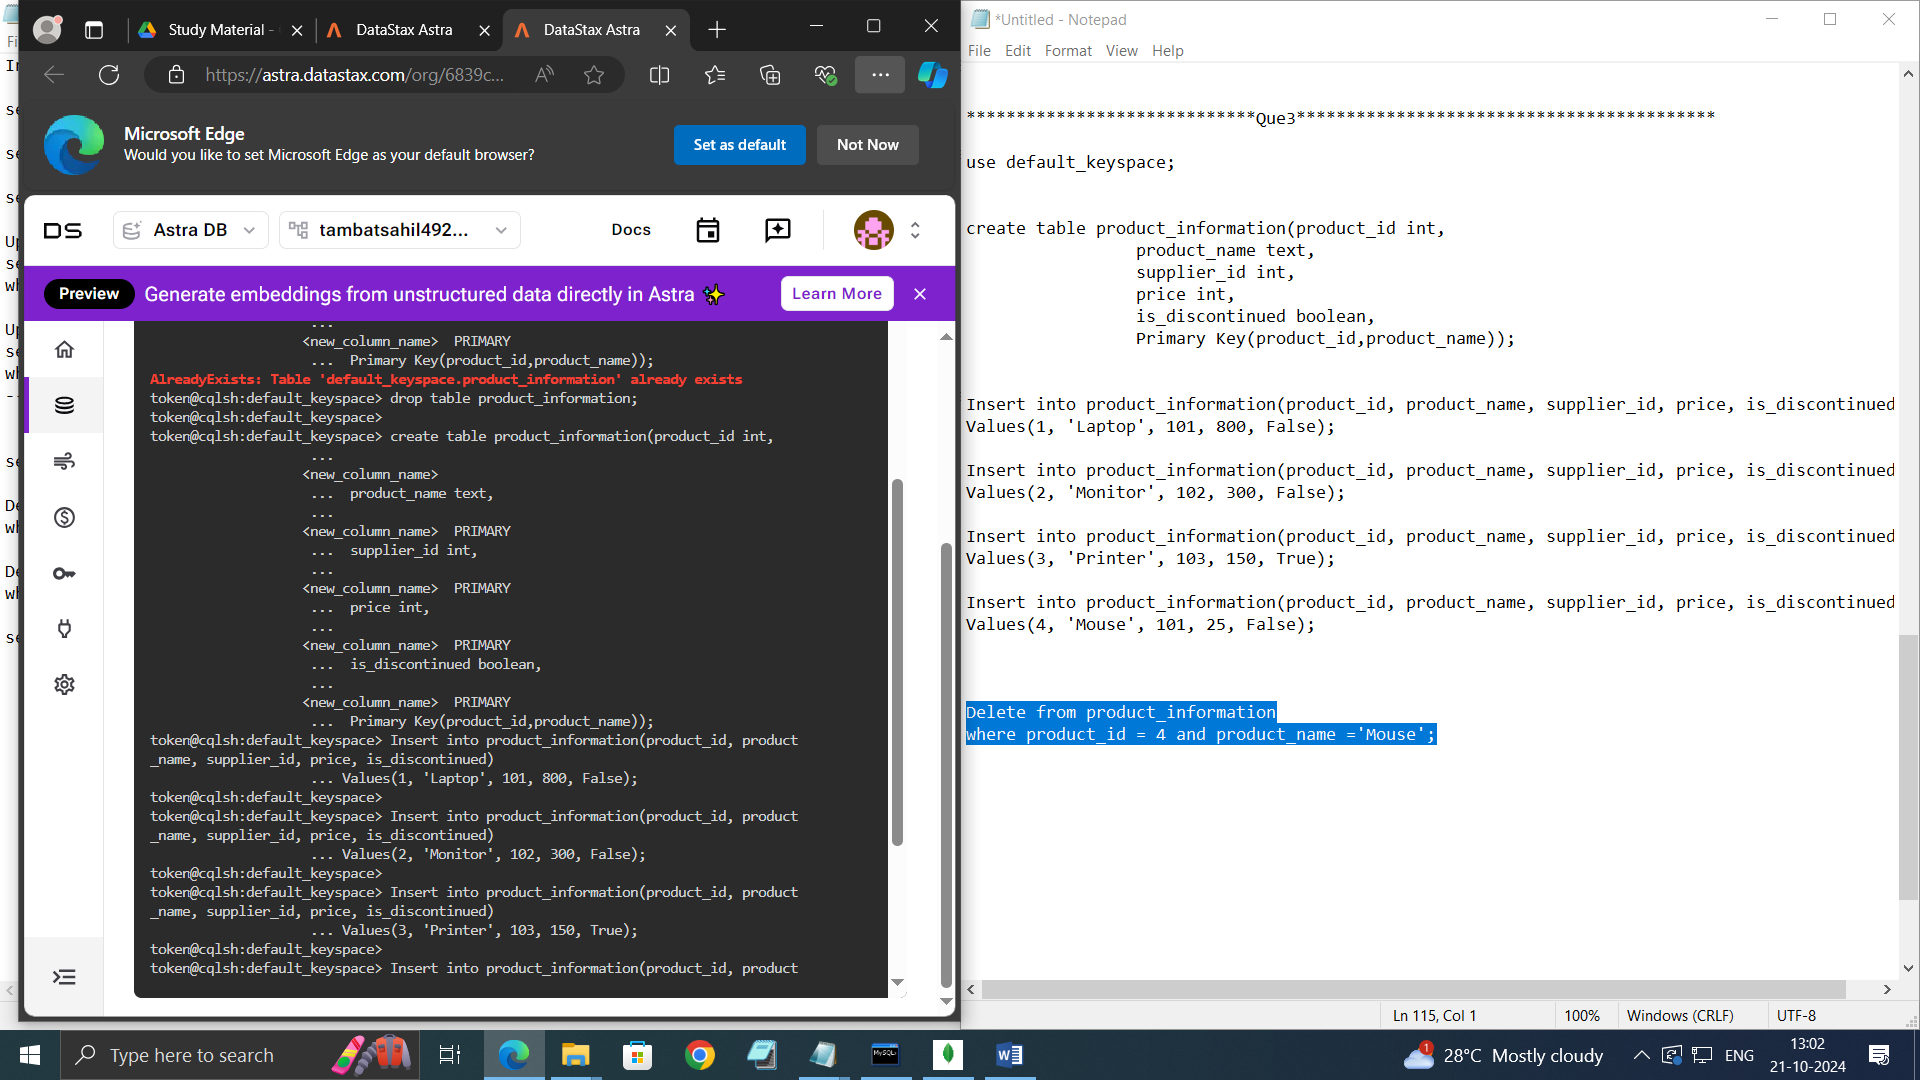 Study Material -
DataStax Astra
DataStax Astra
https://astra.datastax.com/org/6839c...
Microsoft Edge
Would you like to set Microsoft Edge as your default browser?
Set as default
Not Now
DS
Astra DB
tambatsahil492...
Docs
Preview
Generate embeddings from unstructured data directly in Astra ✨
Learn More
...
<new_column_name>  PRIMARY
...  Primary Key(product_id,product_name));
AlreadyExists: Table 'default_keyspace.product_information' already exists
token@cqlsh:default_keyspace> drop table product_information;
token@cqlsh:default_keyspace>
token@cqlsh:default_keyspace> create table product_information(product_id int,
...
<new_column_name>
...  product_name text,
...
<new_column_name>  PRIMARY
...  supplier_id int,
...
<new_column_name>  PRIMARY
...  price int,
...
<new_column_name>  PRIMARY
...  is_discontinued boolean,
...
<new_column_name>  PRIMARY
...  Primary Key(product_id,product_name));
token@cqlsh:default_keyspace> Insert into product_information(product_id, product
_name, supplier_id, price, is_discontinued)
... Values(1, 'Laptop', 101, 800, False);
token@cqlsh:default_keyspace>
token@cqlsh:default_keyspace> Insert into product_information(product_id, product
_name, supplier_id, price, is_discontinued)
... Values(2, 'Monitor', 102, 300, False);
token@cqlsh:default_keyspace>
token@cqlsh:default_keyspace> Insert into product_information(product_id, product
_name, supplier_id, price, is_discontinued)
... Values(3, 'Printer', 103, 150, True);
token@cqlsh:default_keyspace>
token@cqlsh:default_keyspace> Insert into product_information(product_id, product
*Untitled - Notepad
File Edit Format View Help
*****************************Que3******************************************
use default_keyspace;
create table product_information(product_id int,
product_name text,
supplier_id int,
price int,
is_discontinued boolean,
Primary Key(product_id,product_name));
Insert into product_information(product_id, product_name, supplier_id, price, is_discontinued
Values(1, 'Laptop', 101, 800, False);
Insert into product_information(product_id, product_name, supplier_id, price, is_discontinued
Values(2, 'Monitor', 102, 300, False);
Insert into product_information(product_id, product_name, supplier_id, price, is_discontinued
Values(3, 'Printer', 103, 150, True);
Insert into product_information(product_id, product_name, supplier_id, price, is_discontinued
Values(4, 'Mouse', 101, 25, False);
Delete from product_information
where product_id = 4 and product_name ='Mouse';
Ln 115, Col 1
100%
Windows (CRLF)
UTF-8
Type here to search
MySQL
1
28°C Mostly cloudy
ENG
13:02
21-10-2024